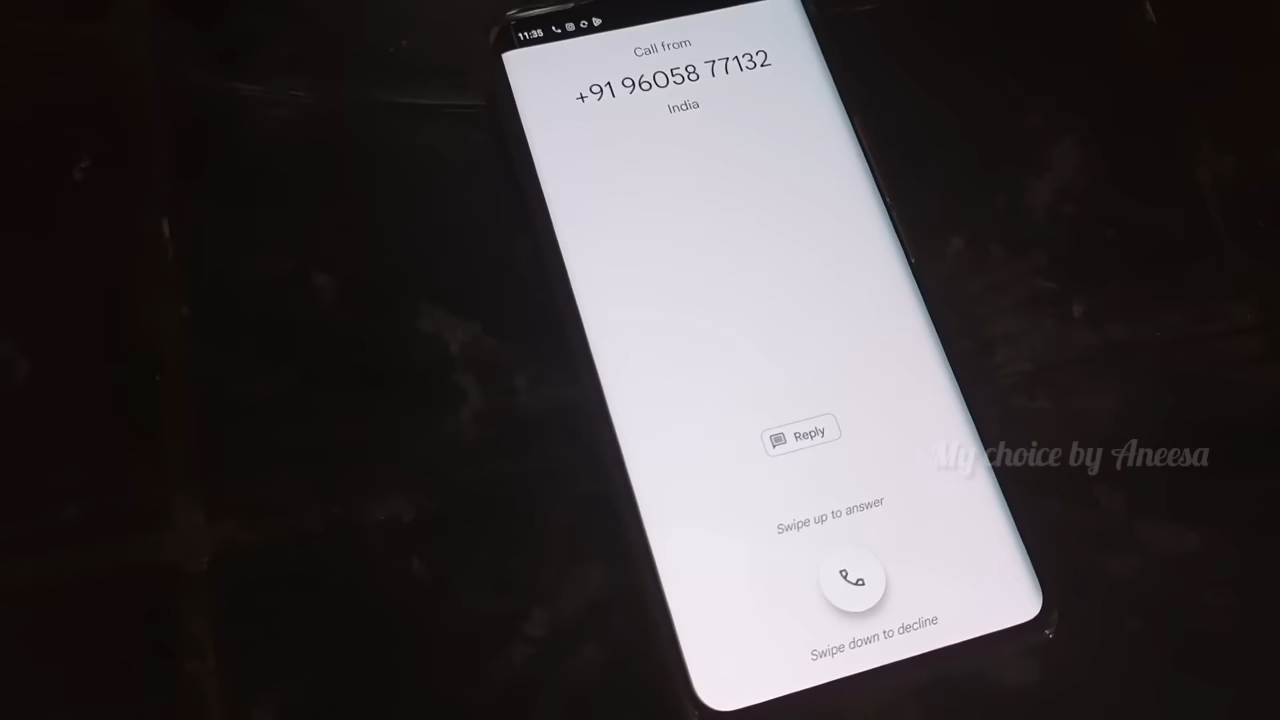 11:35
Call from
+91 96058 77132
India
Reply
My choice by Aneesa
Swipe up to answer
Swipe down to decline